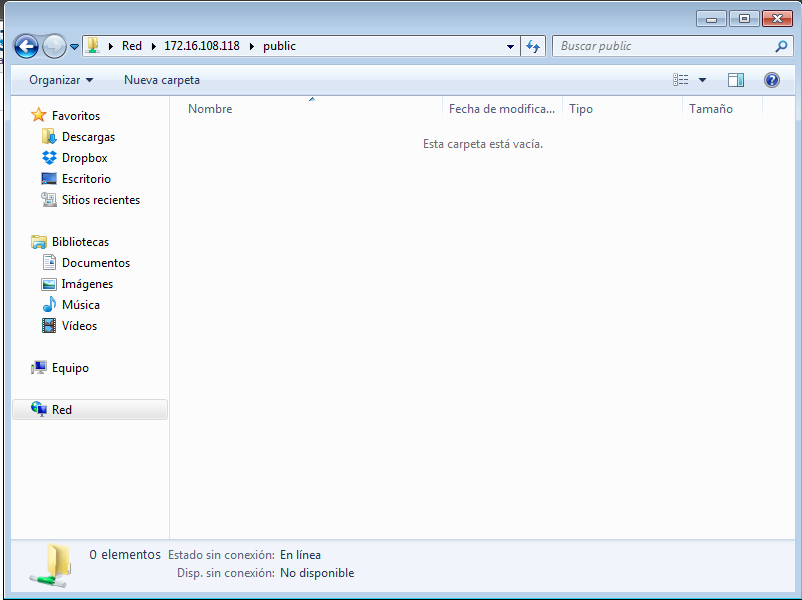 Red 172.16.108.118 public
Buscar public
Organizar Nueva carpeta
Nombre Fecha de modifica... Tipo Tamaño
Esta carpeta está vacía.
Favoritos
Descargas
Dropbox
Escritorio
Sitios recientes
Bibliotecas
Documentos
Imágenes
Música
Vídeos
Equipo
Red
0 elementos Estado sin conexión: En línea
Disp. sin conexión: No disponible